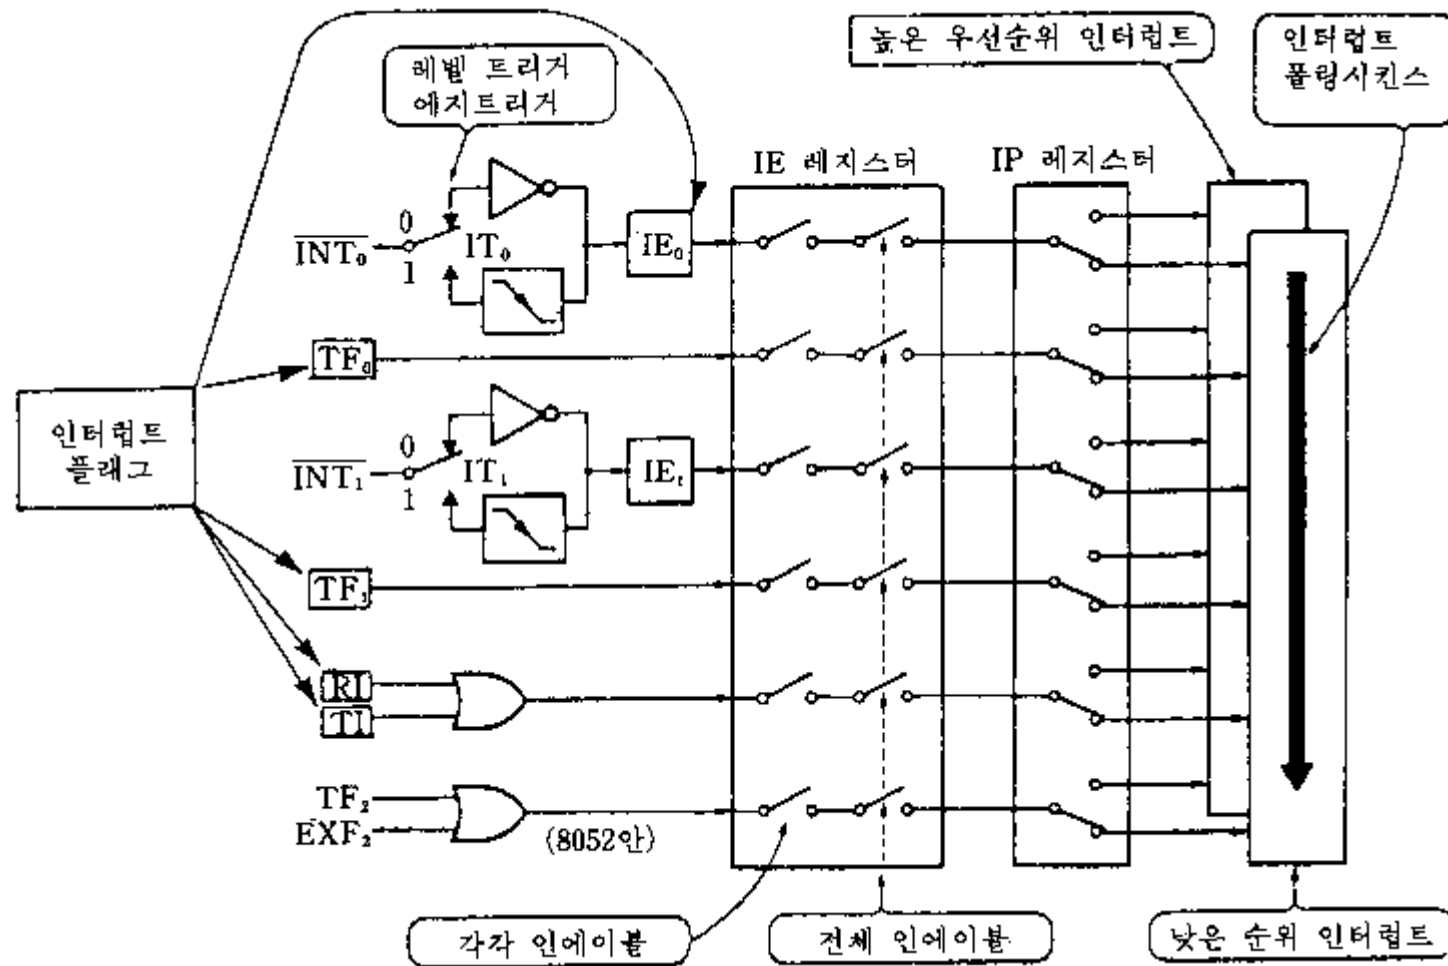 높은 우선순위 인터럽트
인터럽트
폴링시킨스
레벨 트리거
에지트리거
IE 레지스터
IP 레지스터
0
INT₀
IT₀
1
IE₀
TF₀
인터럽트
플래그
0
INT₁
IT₁
1
IE₁
TF₁
RI
TI
TF₂
EXF₂
(8052만)
각각 인에이블
전체 인에이블
낮은 순위 인터럽트